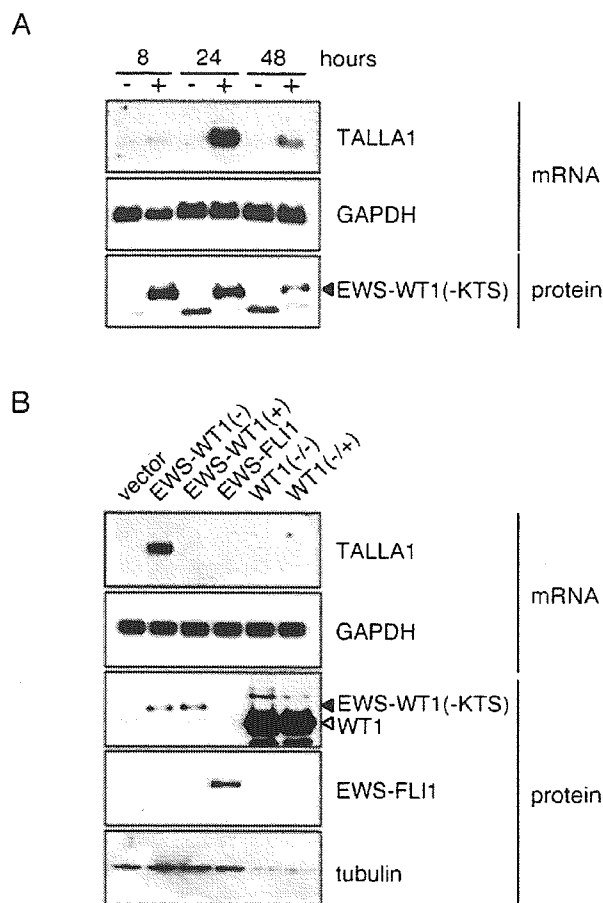 A
8 24 48 hours
- + - + - +
TALLA1
GAPDH
mRNA
◀EWS-WT1(-KTS)
protein
B
vector
EWS-WT1(-)
EWS-WT1(+)
EWS-FLI1
WT1(-/-)
WT1(-/+)
TALLA1
GAPDH
mRNA
◀EWS-WT1(-KTS)
◁WT1
EWS-FLI1
protein
tubulin